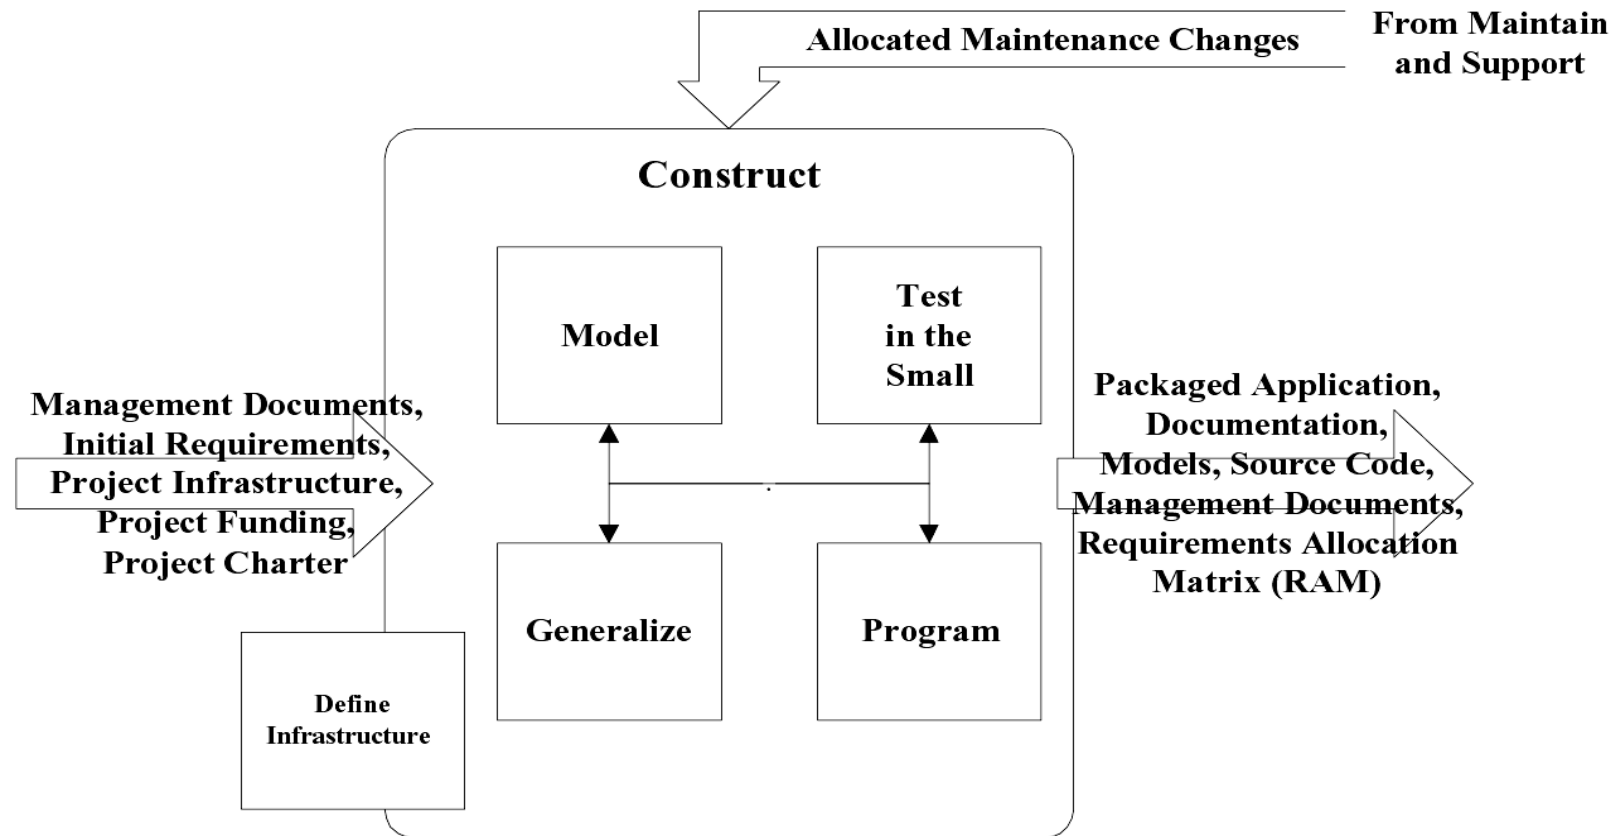 Allocated Maintenance Changes
From Maintain
and Support
Construct
Model
Test
in the
Small
Management Documents,
Initial Requirements,
Project Infrastructure,
Project Funding,
Project Charter
Packaged Application,
Documentation,
Models, Source Code,
Management Documents,
Requirements Allocation
Matrix (RAM)
Generalize
Program
Define
Infrastructure